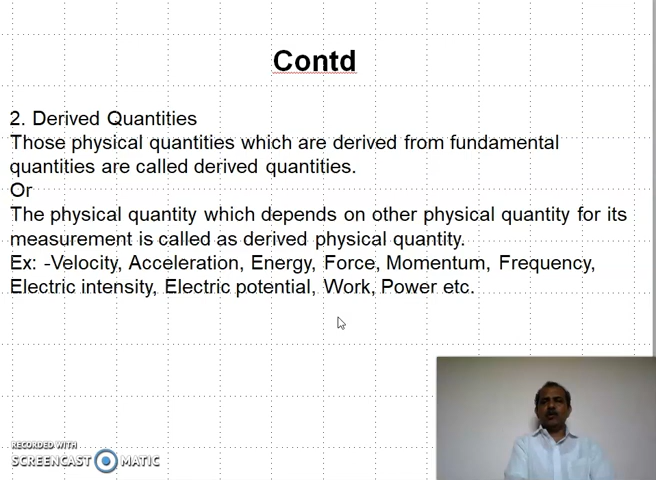 Contd
2. Derived Quantities
Those physical quantities which are derived from fundamental
quantities are called derived quantities.
Or
The physical quantity which depends on other physical quantity for its
measurement is called as derived physical quantity.
Ex: -Velocity, Acceleration, Energy, Force, Momentum, Frequency,
Electric intensity, Electric potential, Work, Power etc.
RECORDED WITH
SCREENCAST MATIC